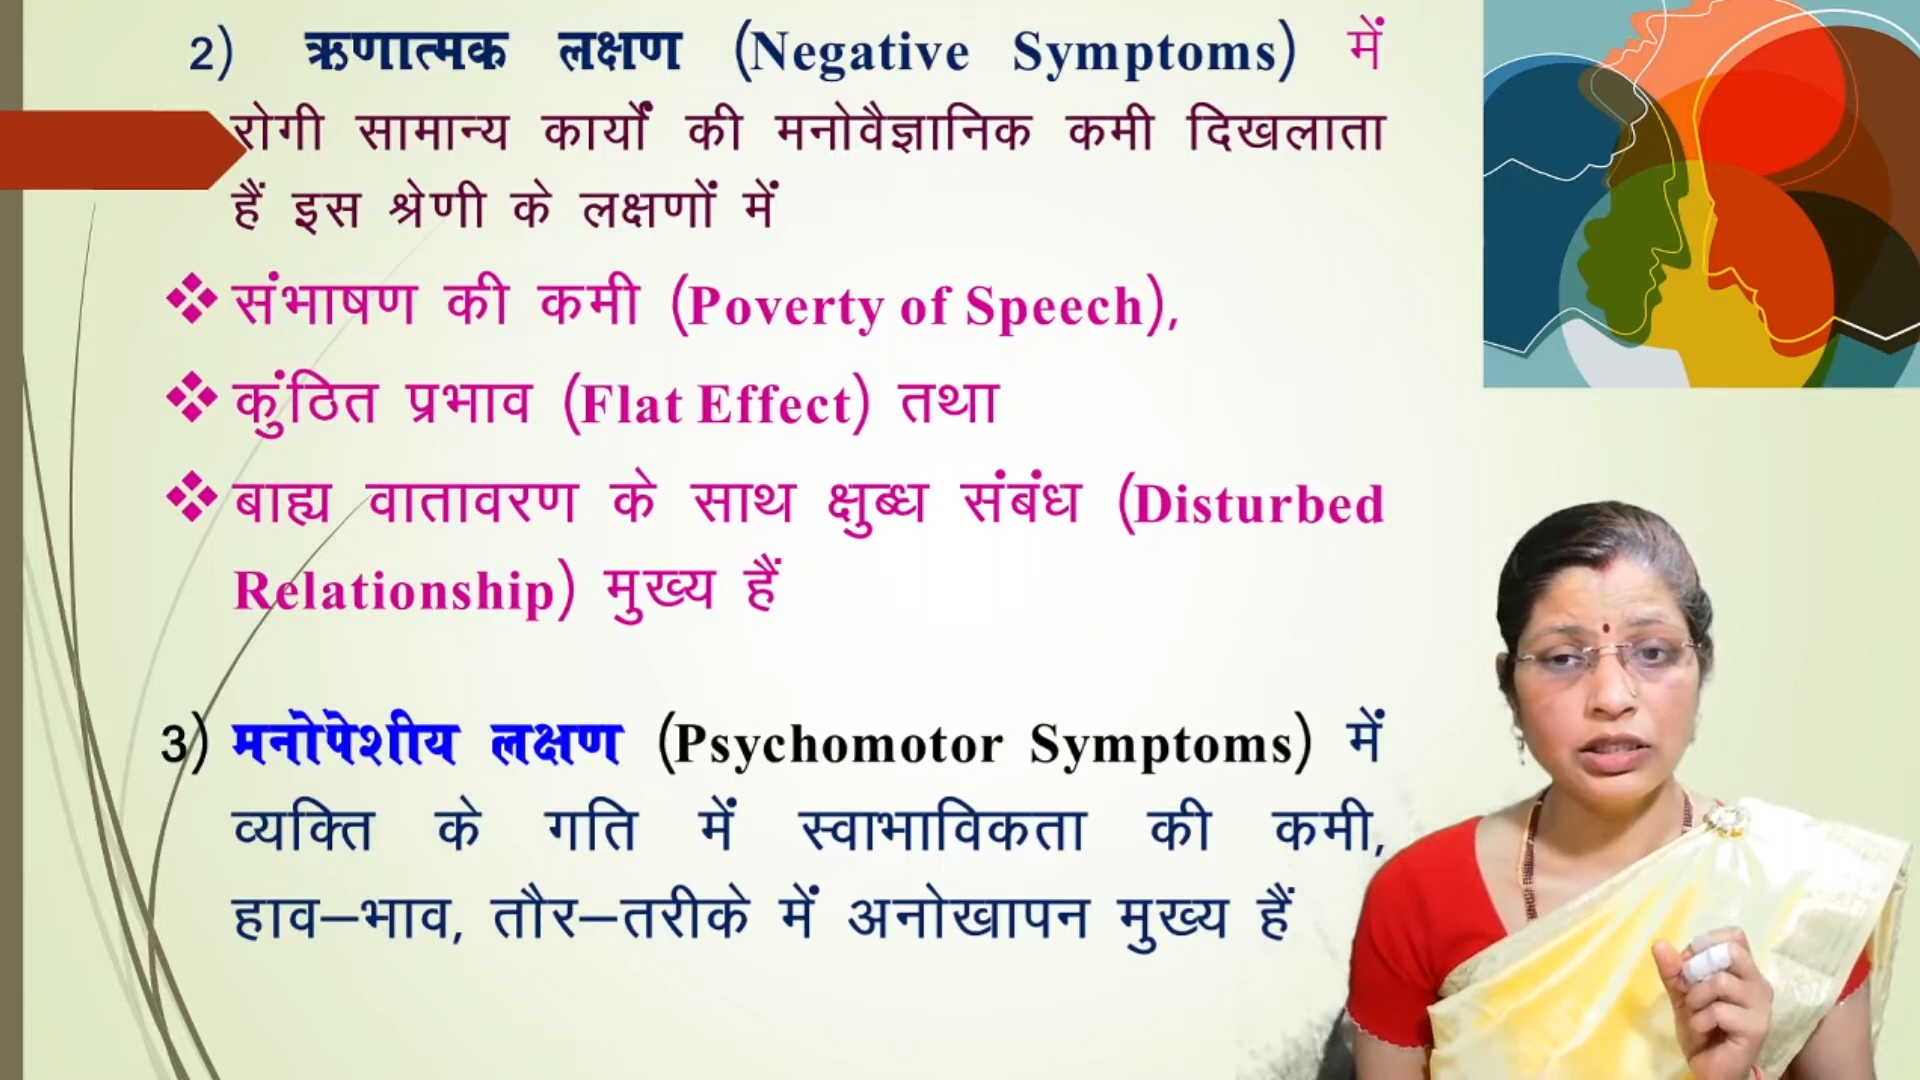 2) ऋणात्मक लक्षण (Negative Symptoms) में
रोगी सामान्य कार्यों की मनोवैज्ञानिक कमी दिखलाता
हैं इस श्रेणी के लक्षणों में
❖ संभाषण की कमी (Poverty of Speech),
❖ कुंठित प्रभाव (Flat Effect) तथा
❖ बाह्य वातावरण के साथ क्षुब्ध संबंध (Disturbed
Relationship) मुख्य हैं
3) मनोपेशीय लक्षण (Psychomotor Symptoms) में
व्यक्ति के गति में स्वाभाविकता की कमी,
हाव–भाव, तौर–तरीके में अनोखापन मुख्य हैं